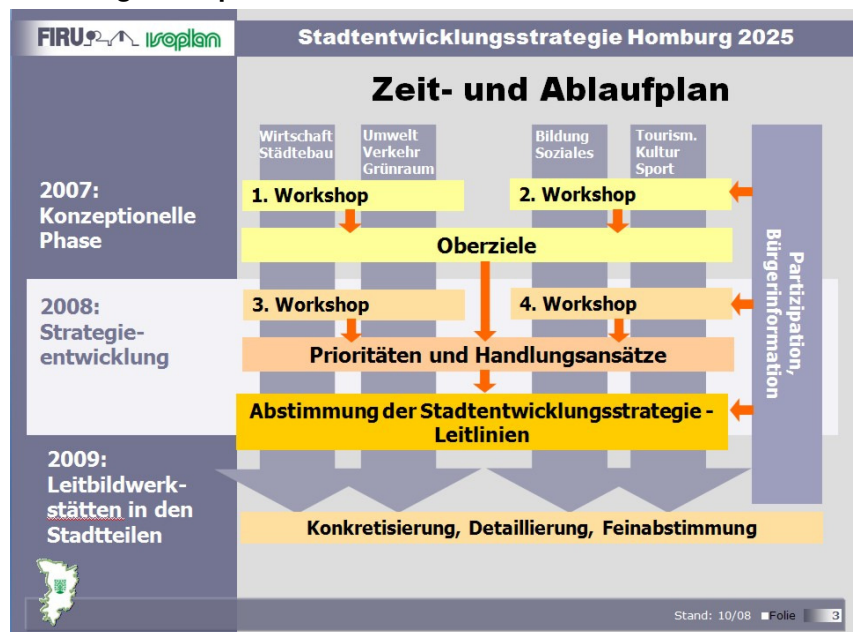 FIRU isoplan
Stadtentwicklungsstrategie Homburg 2025
Zeit- und Ablaufplan
Wirtschaft
Städtebau
Umwelt
Verkehr
Grünraum
Bildung
Soziales
Tourism.
Kultur
Sport
2007:
Konzeptionelle
Phase
1. Workshop
2. Workshop
Oberziele
Partizipation,
Bürgerinformation
2008:
Strategie-
entwicklung
3. Workshop
4. Workshop
Prioritäten und Handlungsansätze
Abstimmung der Stadtentwicklungsstrategie -
Leitlinien
2009:
Leitbildwerk-
stätten in den
Stadtteilen
Konkretisierung, Detaillierung, Feinabstimmung
Stand: 10/08 ■Folie 3